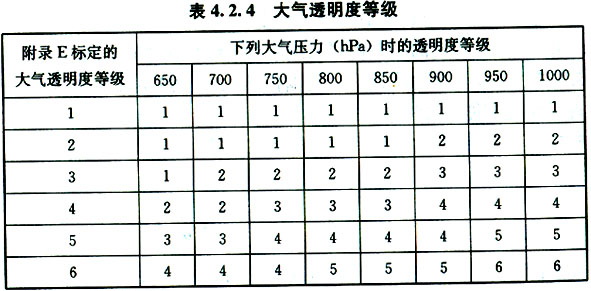 表 4.2.4 大气透明度等级
附录 E 标定的
大气透明度等级
下列大气压力（hPa）时的透明度等级
650 700 750 800 850 900 950 1000
1 1 1 1 1 1 1 1 1
2 1 1 1 1 1 2 2 2
3 1 2 2 2 2 3 3 3
4 2 2 3 3 3 4 4 4
5 3 3 4 4 4 4 5 5
6 4 4 4 5 5 5 6 6